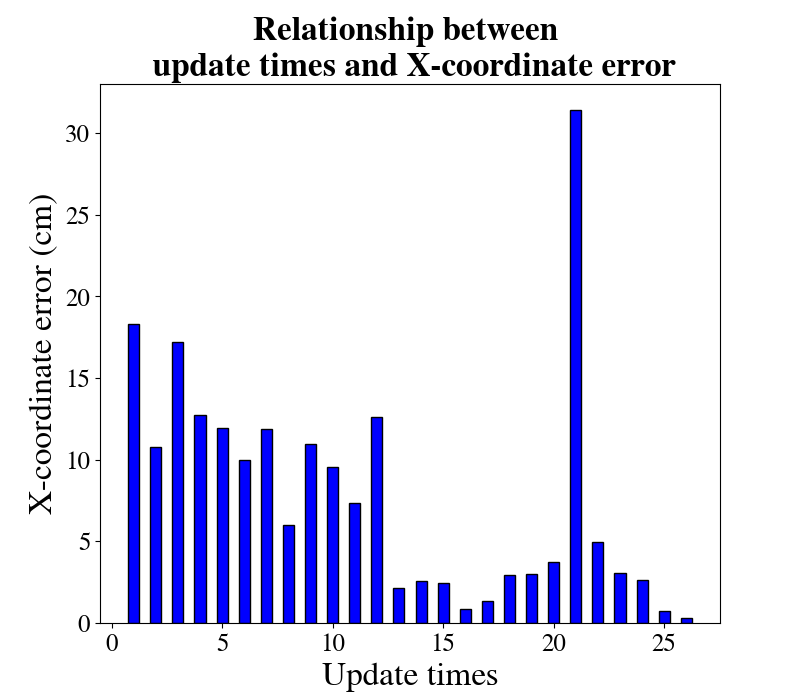 Relationship between
update times and X-coordinate error
X-coordinate error (cm)
30
25
20
15
10
5
0
0 5 10 15 20 25
Update times